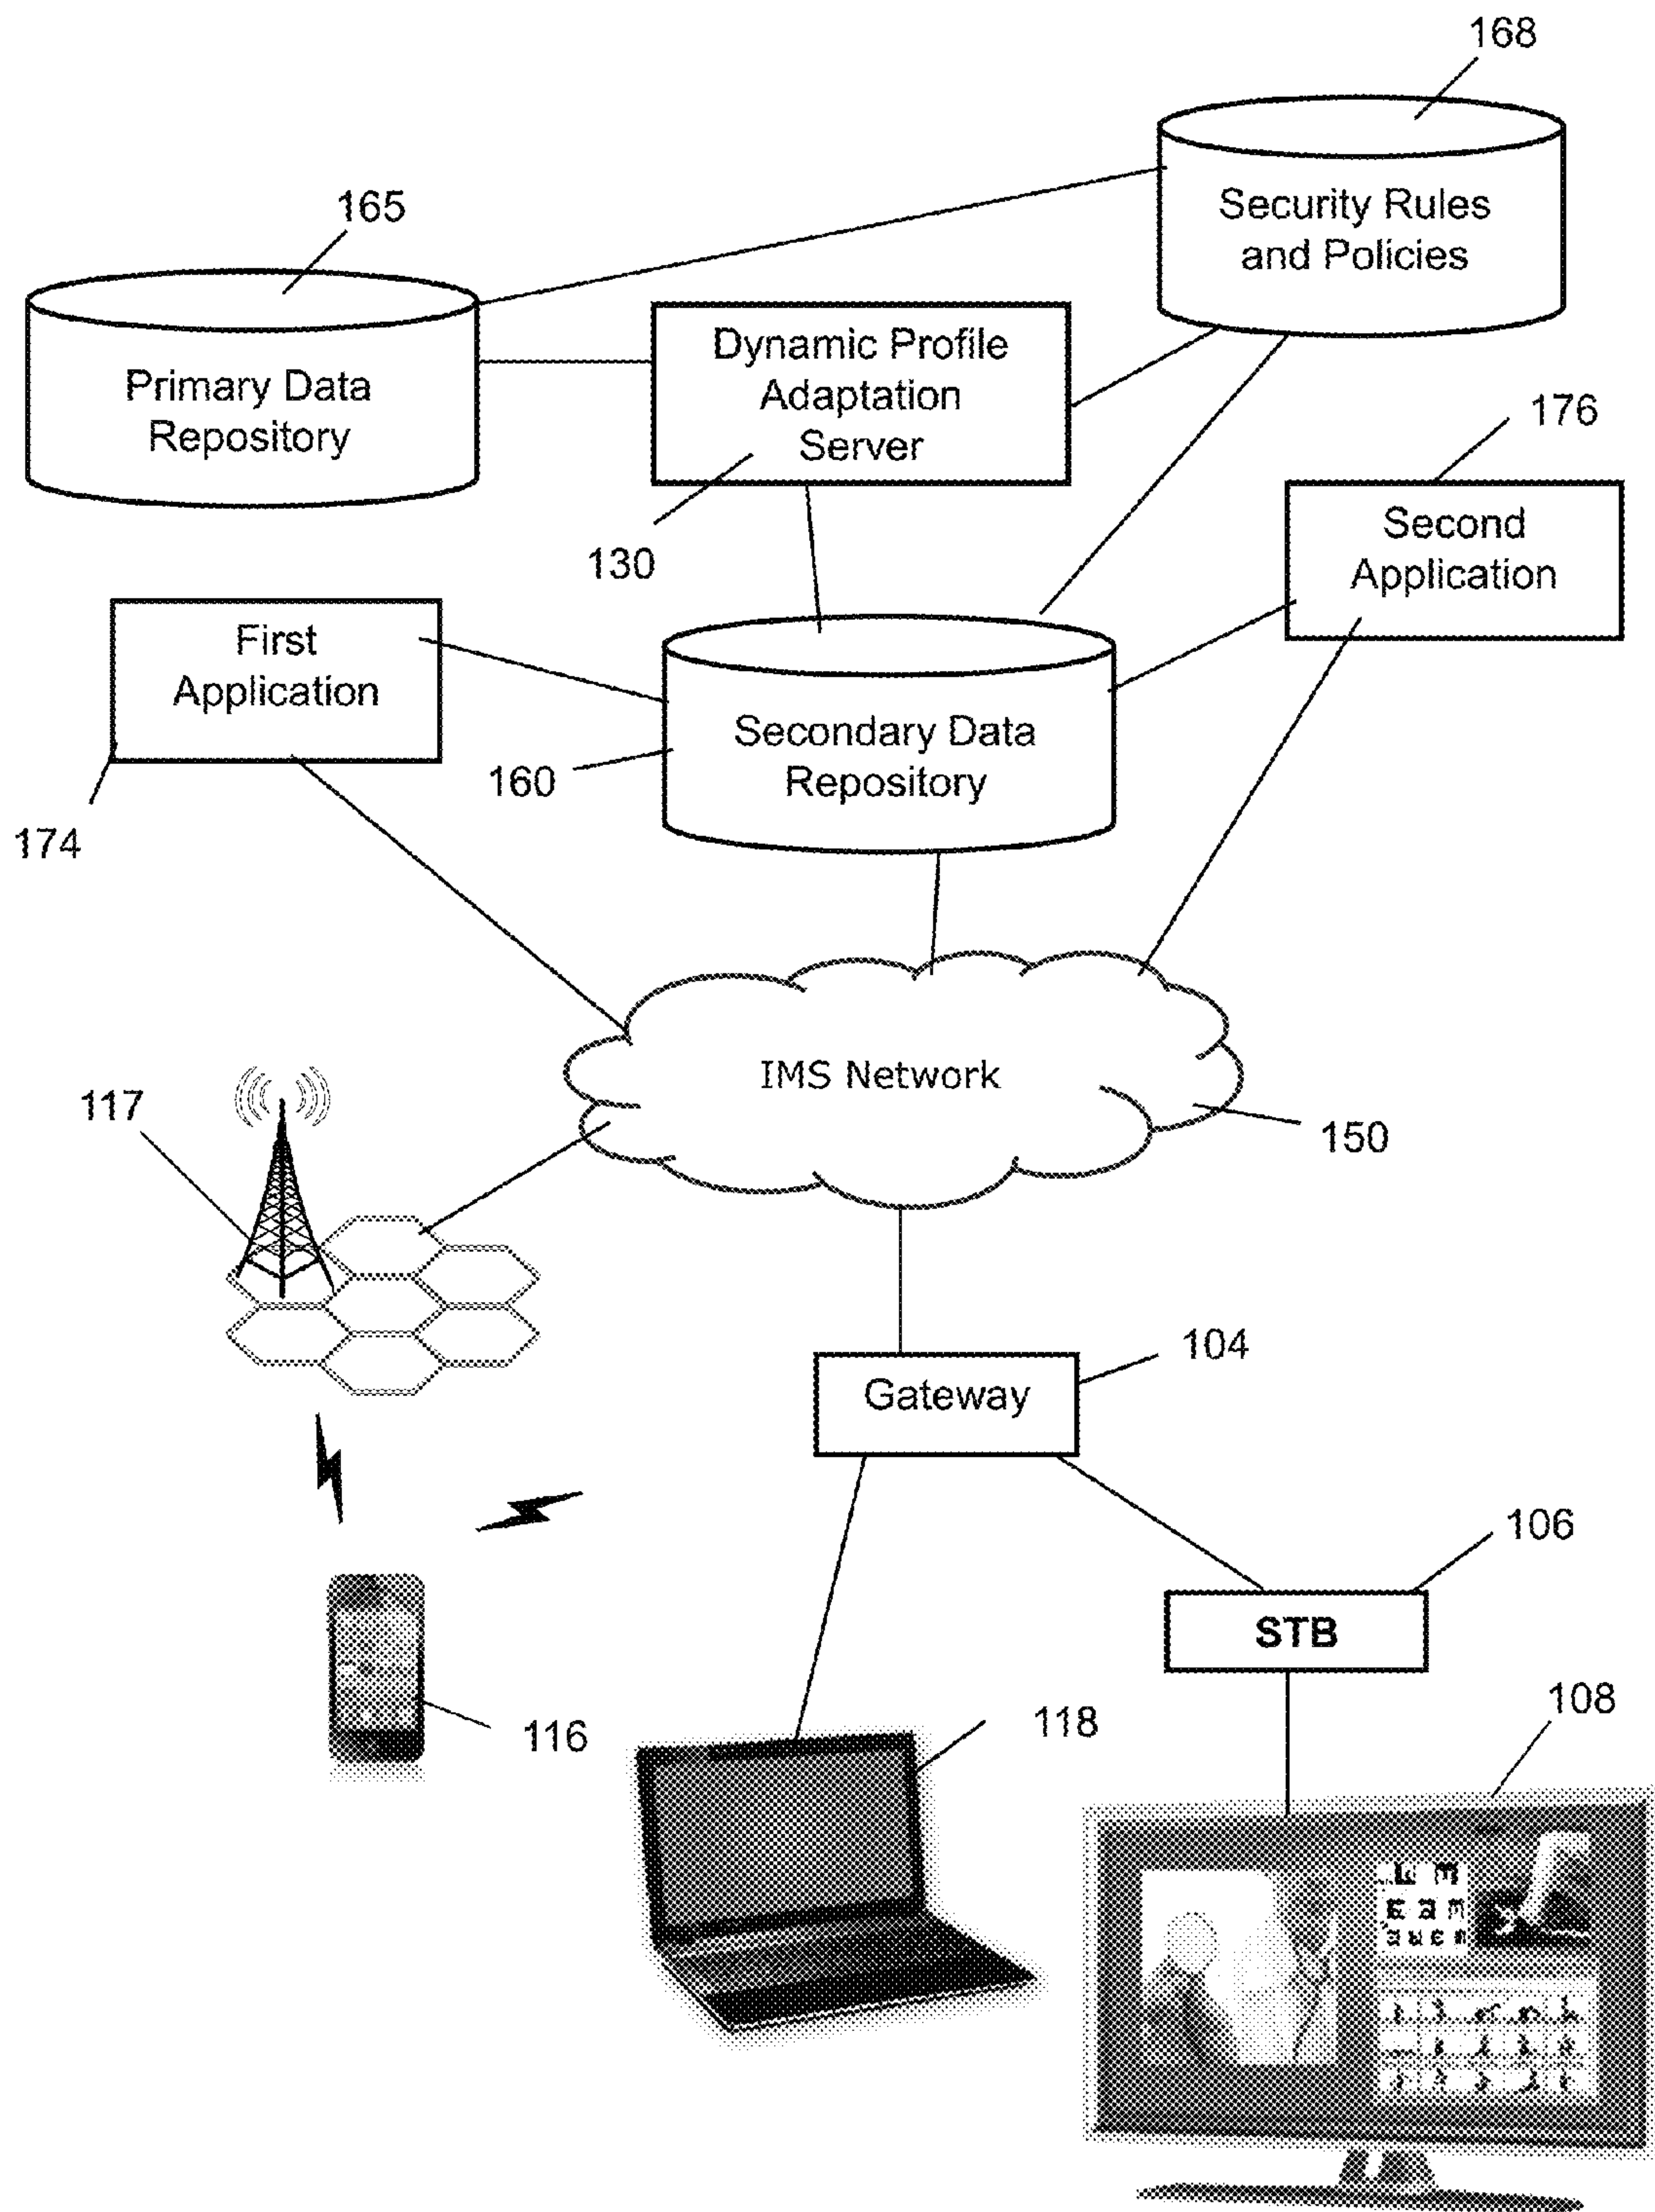 168
Security Rules
and Policies
165
Primary Data
Repository
Dynamic Profile
Adaptation
Server
130
176
Second
Application
First
Application
174
Secondary Data
Repository
160
IMS Network
150
117
104
Gateway
106
STB
116
118
108